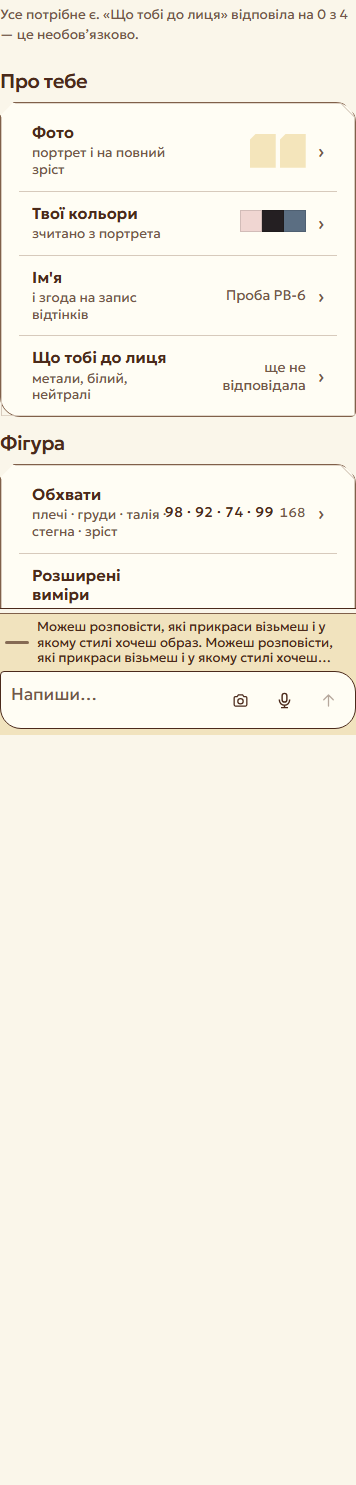 Усе потрібне є. «Що тобі до лиця» відповіла на 0 з 4
— це необов’язково.
Про тебе
Фото
портрет і на повний
зріст
Твої кольори
зчитано з портрета
Ім'я
і згода на запис
відтінків
Проба РВ-6
Що тобі до лиця
метали, білий,
нейтралі
ще не
відповідала
Фігура
Обхвати
плечі · груди · талія ·
стегна · зріст
98 · 92 · 74 · 99 168
Розширені
виміри
Можеш розповісти, які прикраси візьмеш і у
якому стилі хочеш образ. Можеш розповісти,
які прикраси візьмеш і у якому стилі хочеш…
Напиши…